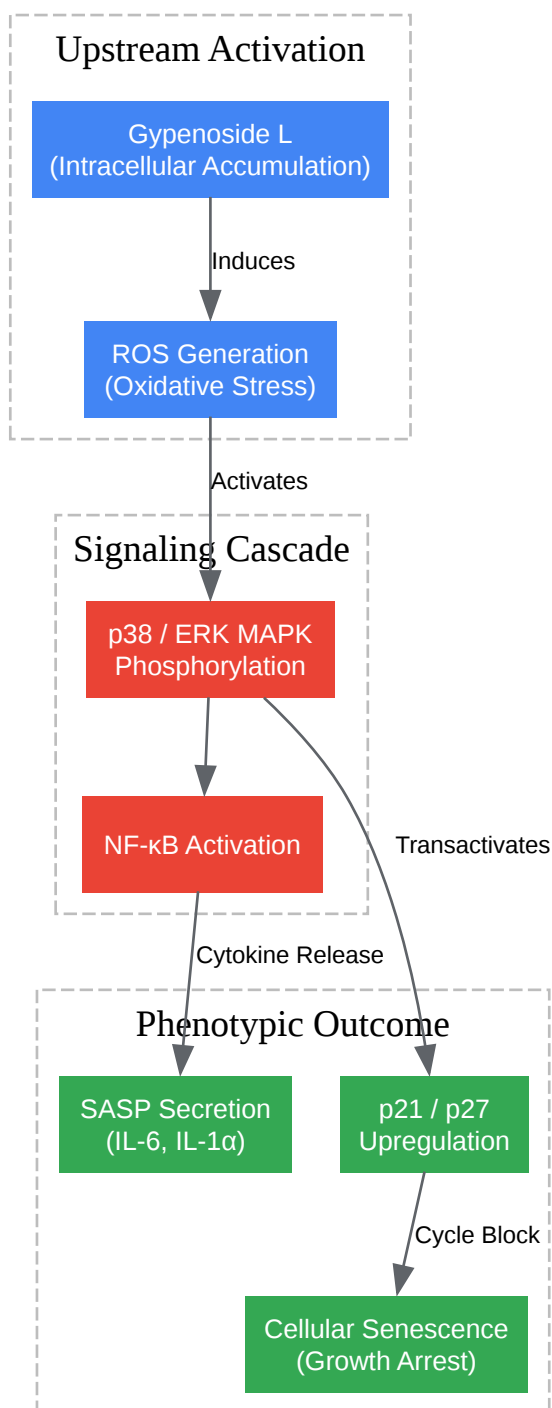 Upstream Activation
Gypenoside L
(Intracellular Accumulation)
Induces
ROS Generation
(Oxidative Stress)
Activates
Signaling Cascade
p38 / ERK MAPK
Phosphorylation
NF-κB Activation
Transactivates
Cytokine Release
Phenotypic Outcome
SASP Secretion
(IL-6, IL-1α)
p21 / p27
Upregulation
Cycle Block
Cellular Senescence
(Growth Arrest)